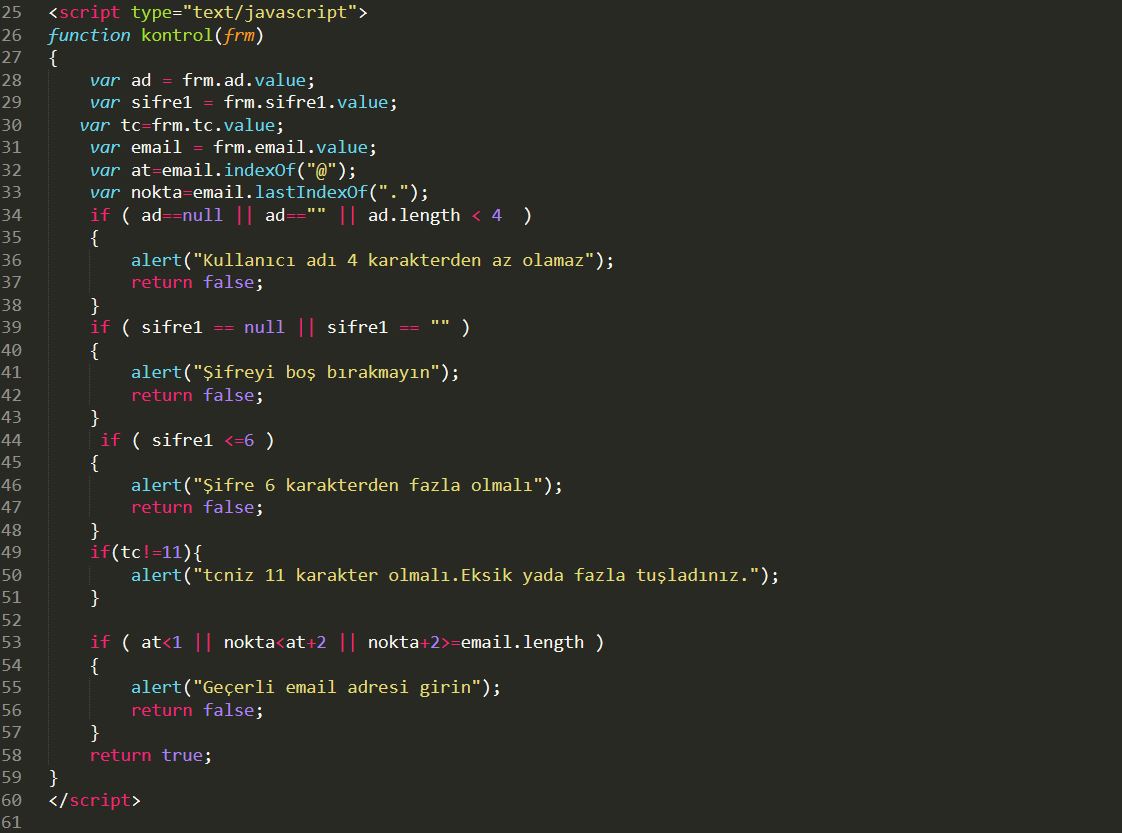 25 <script type="text/javascript">
26 function kontrol(frm)
27 {
28     var ad = frm.ad.value;
29     var sifre1 = frm.sifre1.value;
30    var tc=frm.tc.value;
31     var email = frm.email.value;
32     var at=email.indexOf("@");
33     var nokta=email.lastIndexOf(".");
34     if ( ad==null || ad=="" || ad.length < 4  )
35     {
36         alert("Kullanıcı adı 4 karakterden az olamaz");
37         return false;
38     }
39     if ( sifre1 == null || sifre1 == "" )
40     {
41         alert("Şifreyi boş bırakmayın");
42         return false;
43     }
44      if ( sifre1 <=6 )
45     {
46         alert("Şifre 6 karakterden fazla olmalı");
47         return false;
48     }
49     if(tc!=11){
50         alert("tcniz 11 karakter olmalı.Eksik yada fazla tuşladınız.");
51     }
52
53     if ( at<1 || nokta<at+2 || nokta+2>=email.length )
54     {
55         alert("Geçerli email adresi girin");
56         return false;
57     }
58     return true;
59 }
60 </script>
61